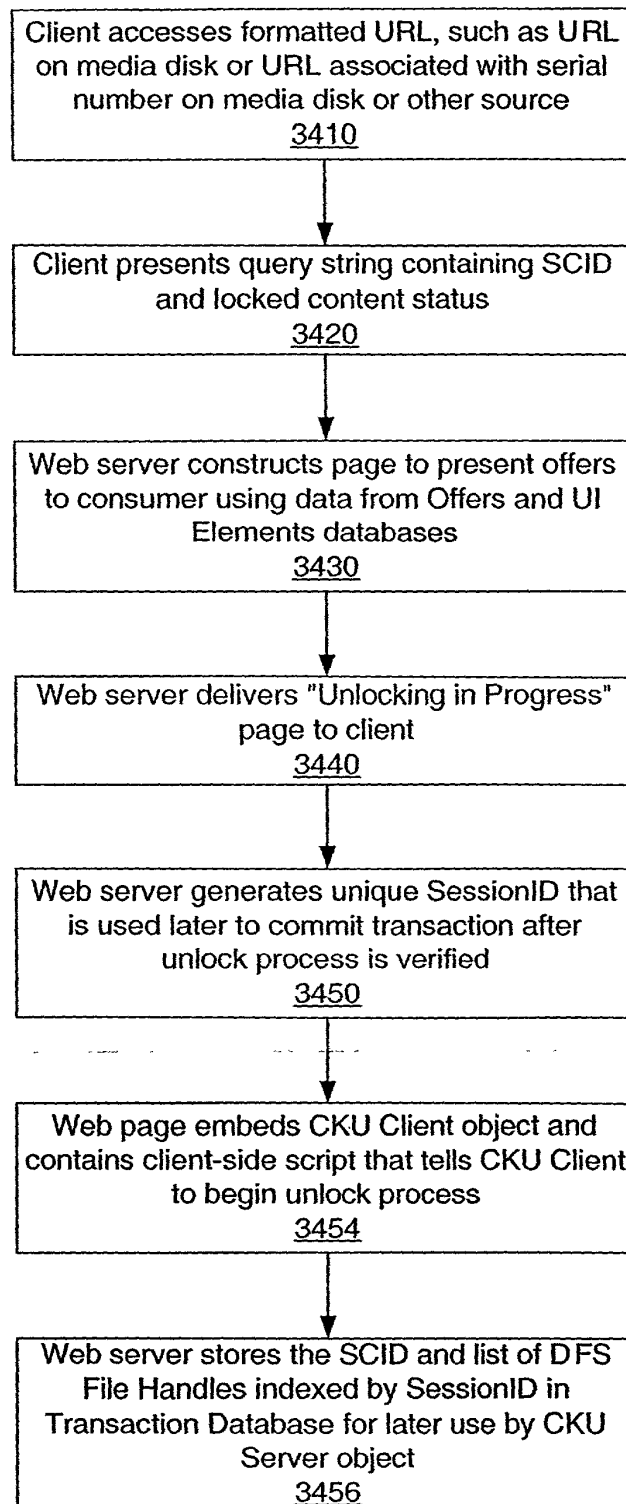 Client accesses formatted URL, such as URL
on media disk or URL associated with serial
number on media disk or other source
3410
Client presents query string containing SCID
and locked content status
3420
Web server constructs page to present offers
to consumer using data from Offers and UI
Elements databases
3430
Web server delivers "Unlocking in Progress"
page to client
3440
Web server generates unique SessionID that
is used later to commit transaction after
unlock process is verified
3450
Web page embeds CKU Client object and
contains client-side script that tells CKU Client
to begin unlock process
3454
Web server stores the SCID and list of DFS
File Handles indexed by SessionID in
Transaction Database for later use by CKU
Server object
3456